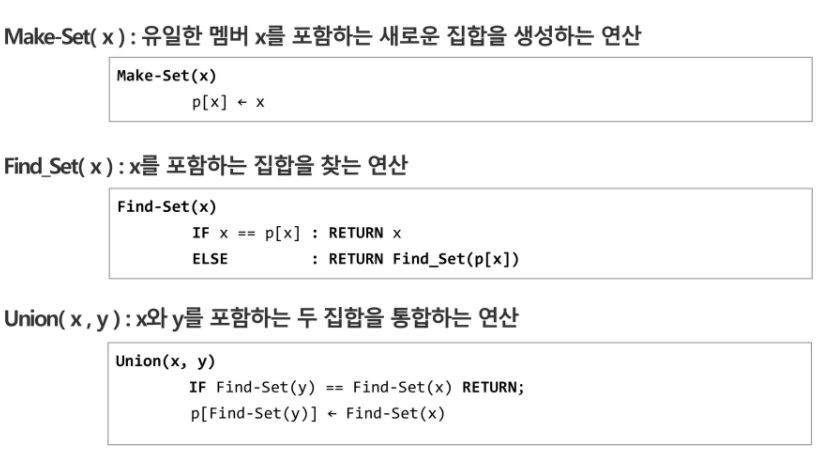 Make-Set( x ) : 유일한 멤버 x를 포함하는 새로운 집합을 생성하는 연산
Make-Set(x)
p[x] ← x
Find_Set( x ) : x를 포함하는 집합을 찾는 연산
Find-Set(x)
IF x == p[x] : RETURN x
ELSE : RETURN Find_Set(p[x])
Union( x , y ) : x와 y를 포함하는 두 집합을 통합하는 연산
Union(x, y)
IF Find-Set(y) == Find-Set(x) RETURN;
p[Find-Set(y)] ← Find-Set(x)